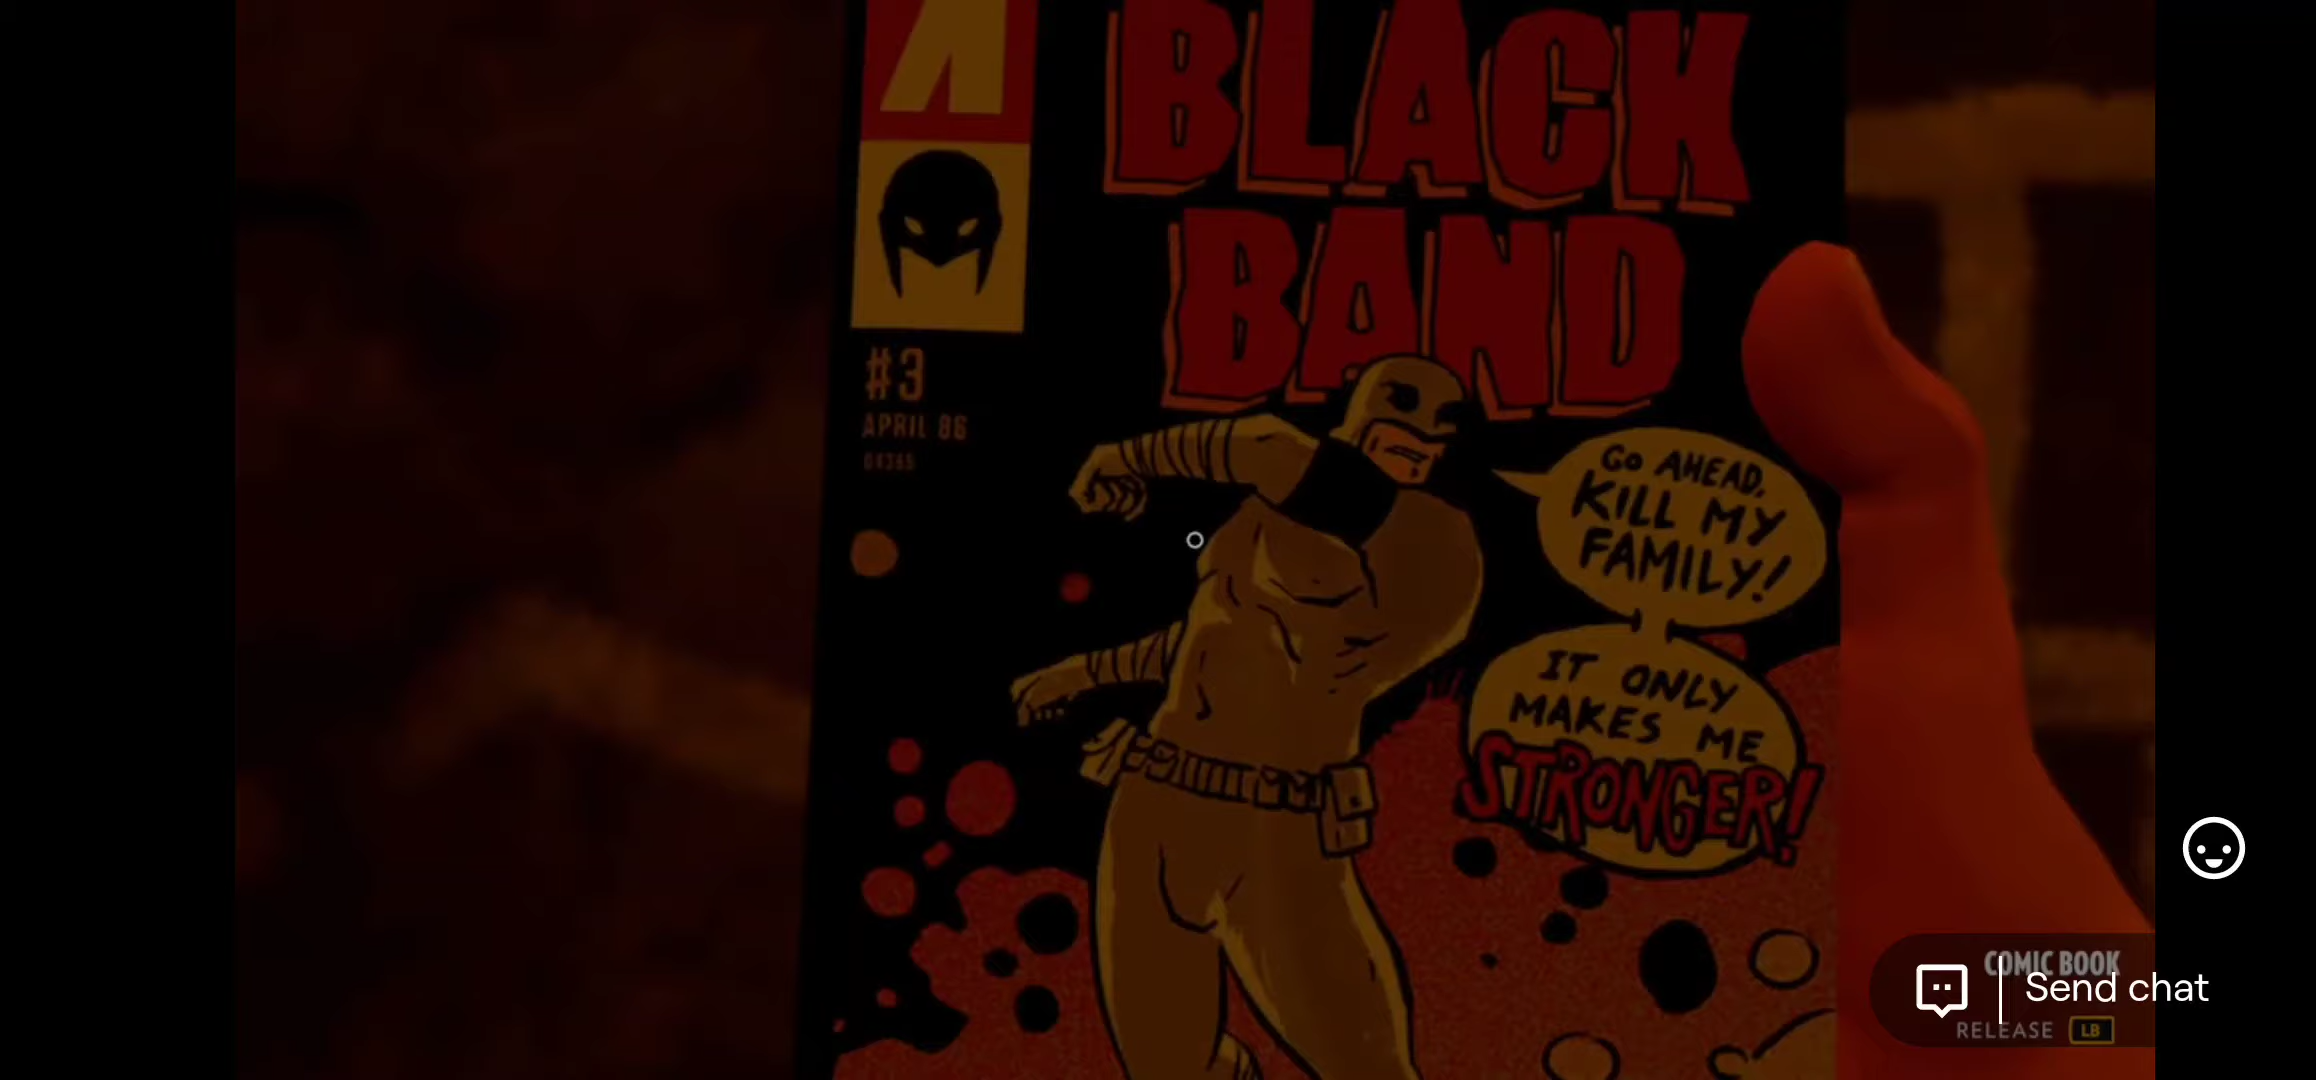 BLACK
BAND
#3
APRIL 86
04365
GO AHEAD,
KILL MY
FAMILY!
IT ONLY
MAKES ME
STRONGER!
COMIC BOOK
Send chat
RELEASE LB